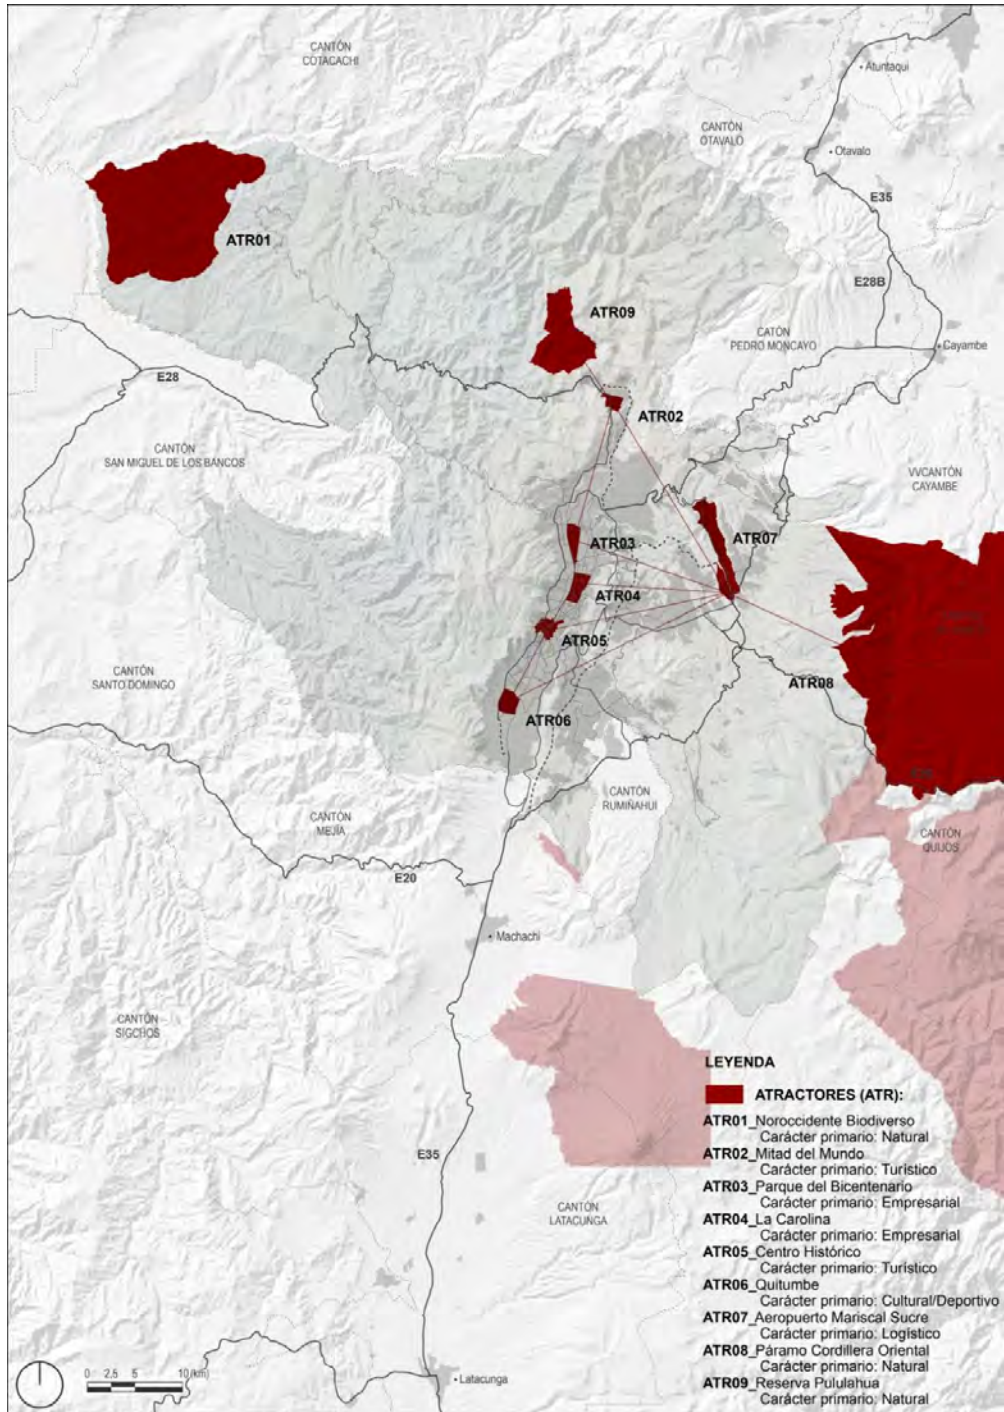 CANTÓN
COTACACHI
Atuntaqui
CANTÓN
OTAVALO
Otavalo
E35
ATR01
E28B
ATR09
CATÓN
PEDRO MONCAYO
Cayambe
E28
ATR02
CANTÓN
SAN MIGUEL DE LOS BANCOS
VVCANTÓN
CAYAMBE
ATR03
ATR07
ATR04
ATR05
CANTÓN
SANTO DOMINGO
ATR08
ATR06
CANTÓN
RUMIÑAHUI
CANTÓN
MEJÍA
CANTÓN
QUIJOS
E20
Machachi
CANTÓN
SIGCHOS
E35
CANTÓN
LATACUNGA
LEYENDA
ATRACTORES (ATR):
ATR01_Noroccidente Biodiverso
Carácter primario: Natural
ATR02_Mitad del Mundo
Carácter primario: Turístico
ATR03_Parque del Bicentenario
Carácter primario: Empresarial
ATR04_La Carolina
Carácter primario: Empresarial
ATR05_Centro Histórico
Carácter primario: Turístico
ATR06_Quitumbe
Carácter primario: Cultural/Deportivo
ATR07_Aeropuerto Mariscal Sucre
Carácter primario: Logístico
ATR08_Páramo Cordillera Oriental
Carácter primario: Natural
ATR09_Reserva Pululahua
Carácter primario: Natural
0 2,5 5 10 (km)
Latacunga